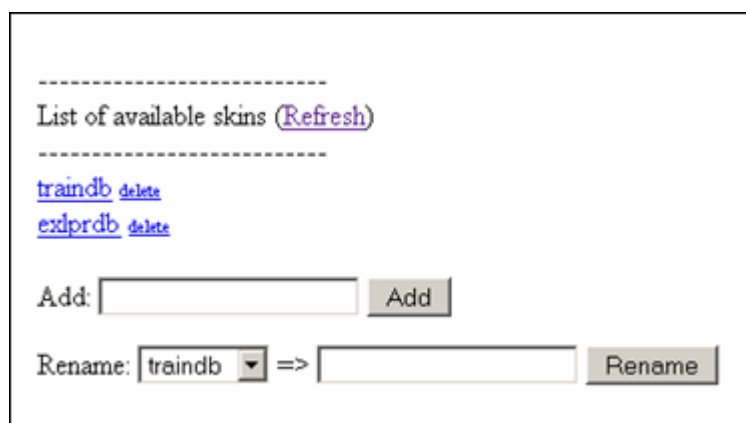 ---------------------------
List of available skins (Refresh)
---------------------------
traindb delete
exlprdb delete
Add: Add
Rename: traindb => Rename